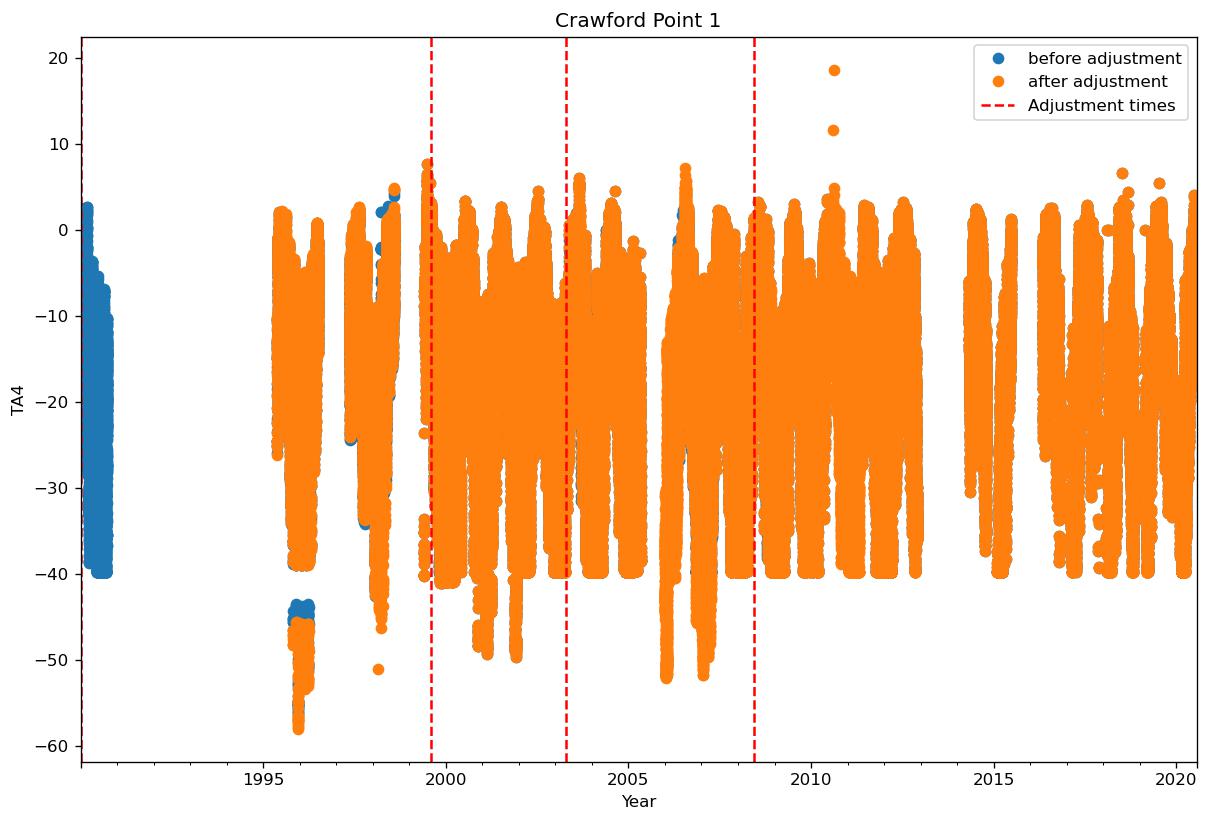 Crawford Point 1
before adjustment
after adjustment
Adjustment times
TA4
20
10
0
−10
−20
−30
−40
−50
−60
1995
2000
2005
2010
2015
2020
Year